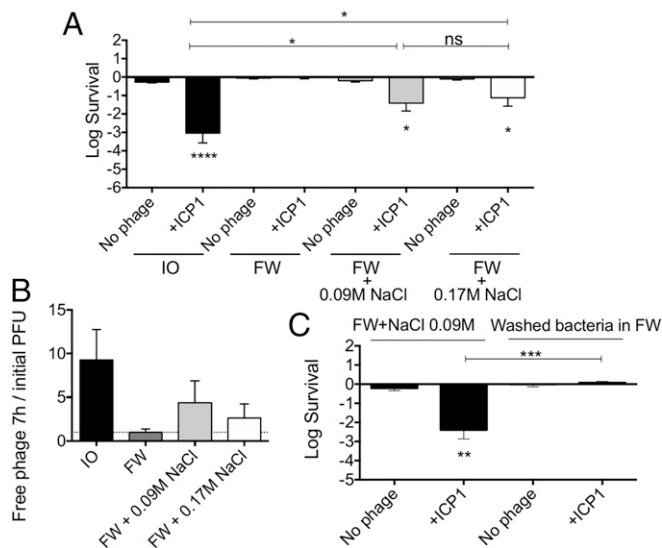 A
*
*
ns
Log Survival
2
1
0
-1
-2
-3
-4
-5
-6
****
*
*
No phage
+ICP1
No phage
+ICP1
No phage
+ICP1
No phage
+ICP1
IO
FW
FW
+
0.09M NaCl
FW
+
0.17M NaCl
B
Free phage 7h / initial PFU
15
10
5
0
IO
FW
FW + 0.09M NaCl
FW + 0.17M NaCl
C
FW+NaCl 0.09M
Washed bacteria in FW
Log Survival
2
1
0
-1
-2
-3
-4
-5
***
**
No phage
+ICP1
No phage
+ICP1